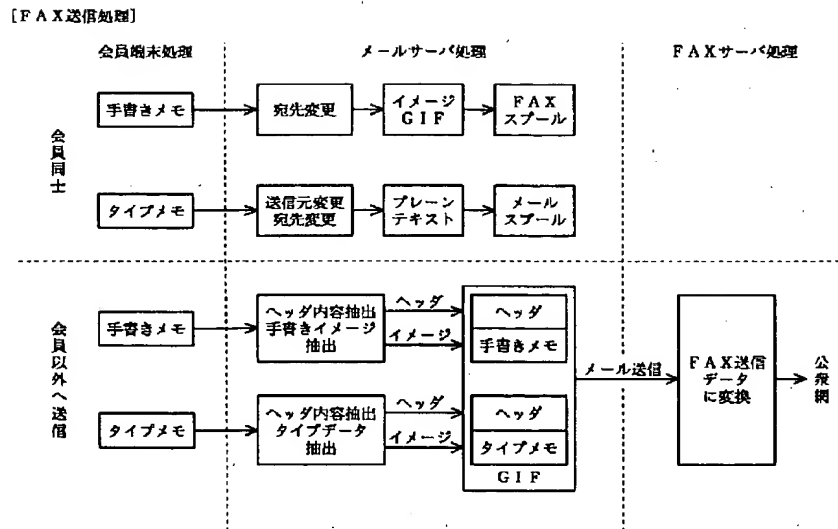 [FAX送信処理]
会員端末処理
メールサーバ処理
FAXサーバ処理
会員同士
手書きメモ
宛先変更
イメージ
GIF
FAX
スプール
タイプメモ
送信元変更
宛先変更
プレーン
テキスト
メール
スプール
会員以外へ送信
手書きメモ
ヘッダ内容抽出
手書きイメージ
抽出
ヘッダ
イメージ
ヘッダ
手書きメモ
タイプメモ
ヘッダ内容抽出
タイプデータ
抽出
ヘッダ
イメージ
ヘッダ
タイプメモ
GIF
メール送信
FAX送信
データ
に変換
公衆網